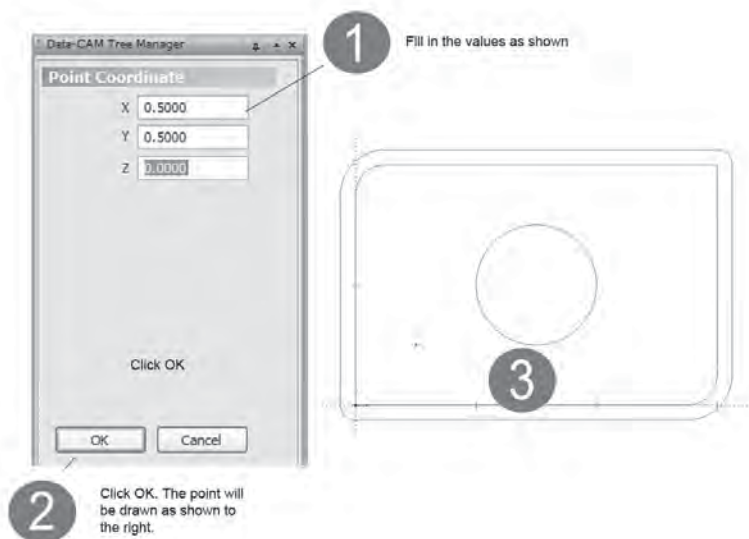 Data-CAM Tree Manager
Point Coordinate
X 0.5000
Y 0.5000
Z 0.0000
Click OK
OK Cancel
1
Fill in the values as shown
2
Click OK. The point will
be drawn as shown to
the right.
3